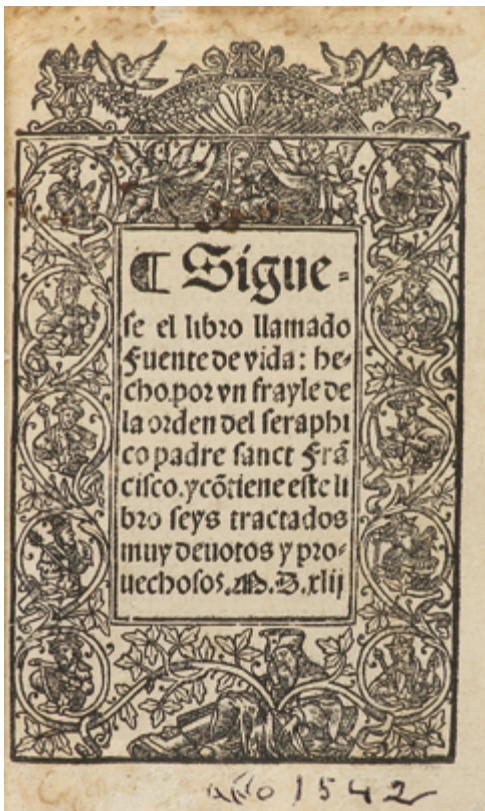 ¶ Sigue-
se el libro llamado
Fuente de vida: he-
cho. por vn frayle de
la orden del seraphi
co padre sanct Frã
cisco. y cõtiene este li
bro seys tractados
muy deuotos y pro-
uechosos. M. D. xlij
Año 1542